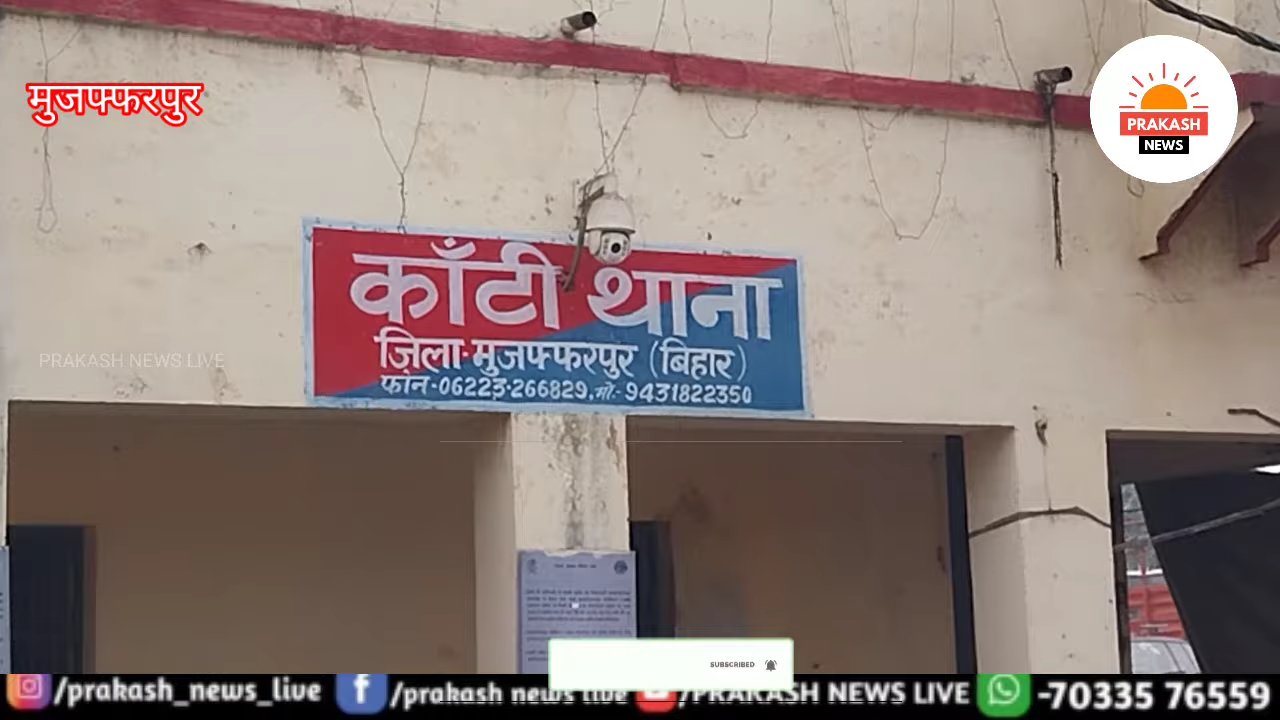 मुजफ्फरपुर
PRAKASH
NEWS
काँटी थाना
ज़िला-मुजफ्फरपुर (बिहार)
फोन-06223-266829, मो.- 9431822350
PRAKASH NEWS LIVE
SUBSCRIBED
/prakash_news_live
/prakash news live
/PRAKASH NEWS LIVE
-70335 76559